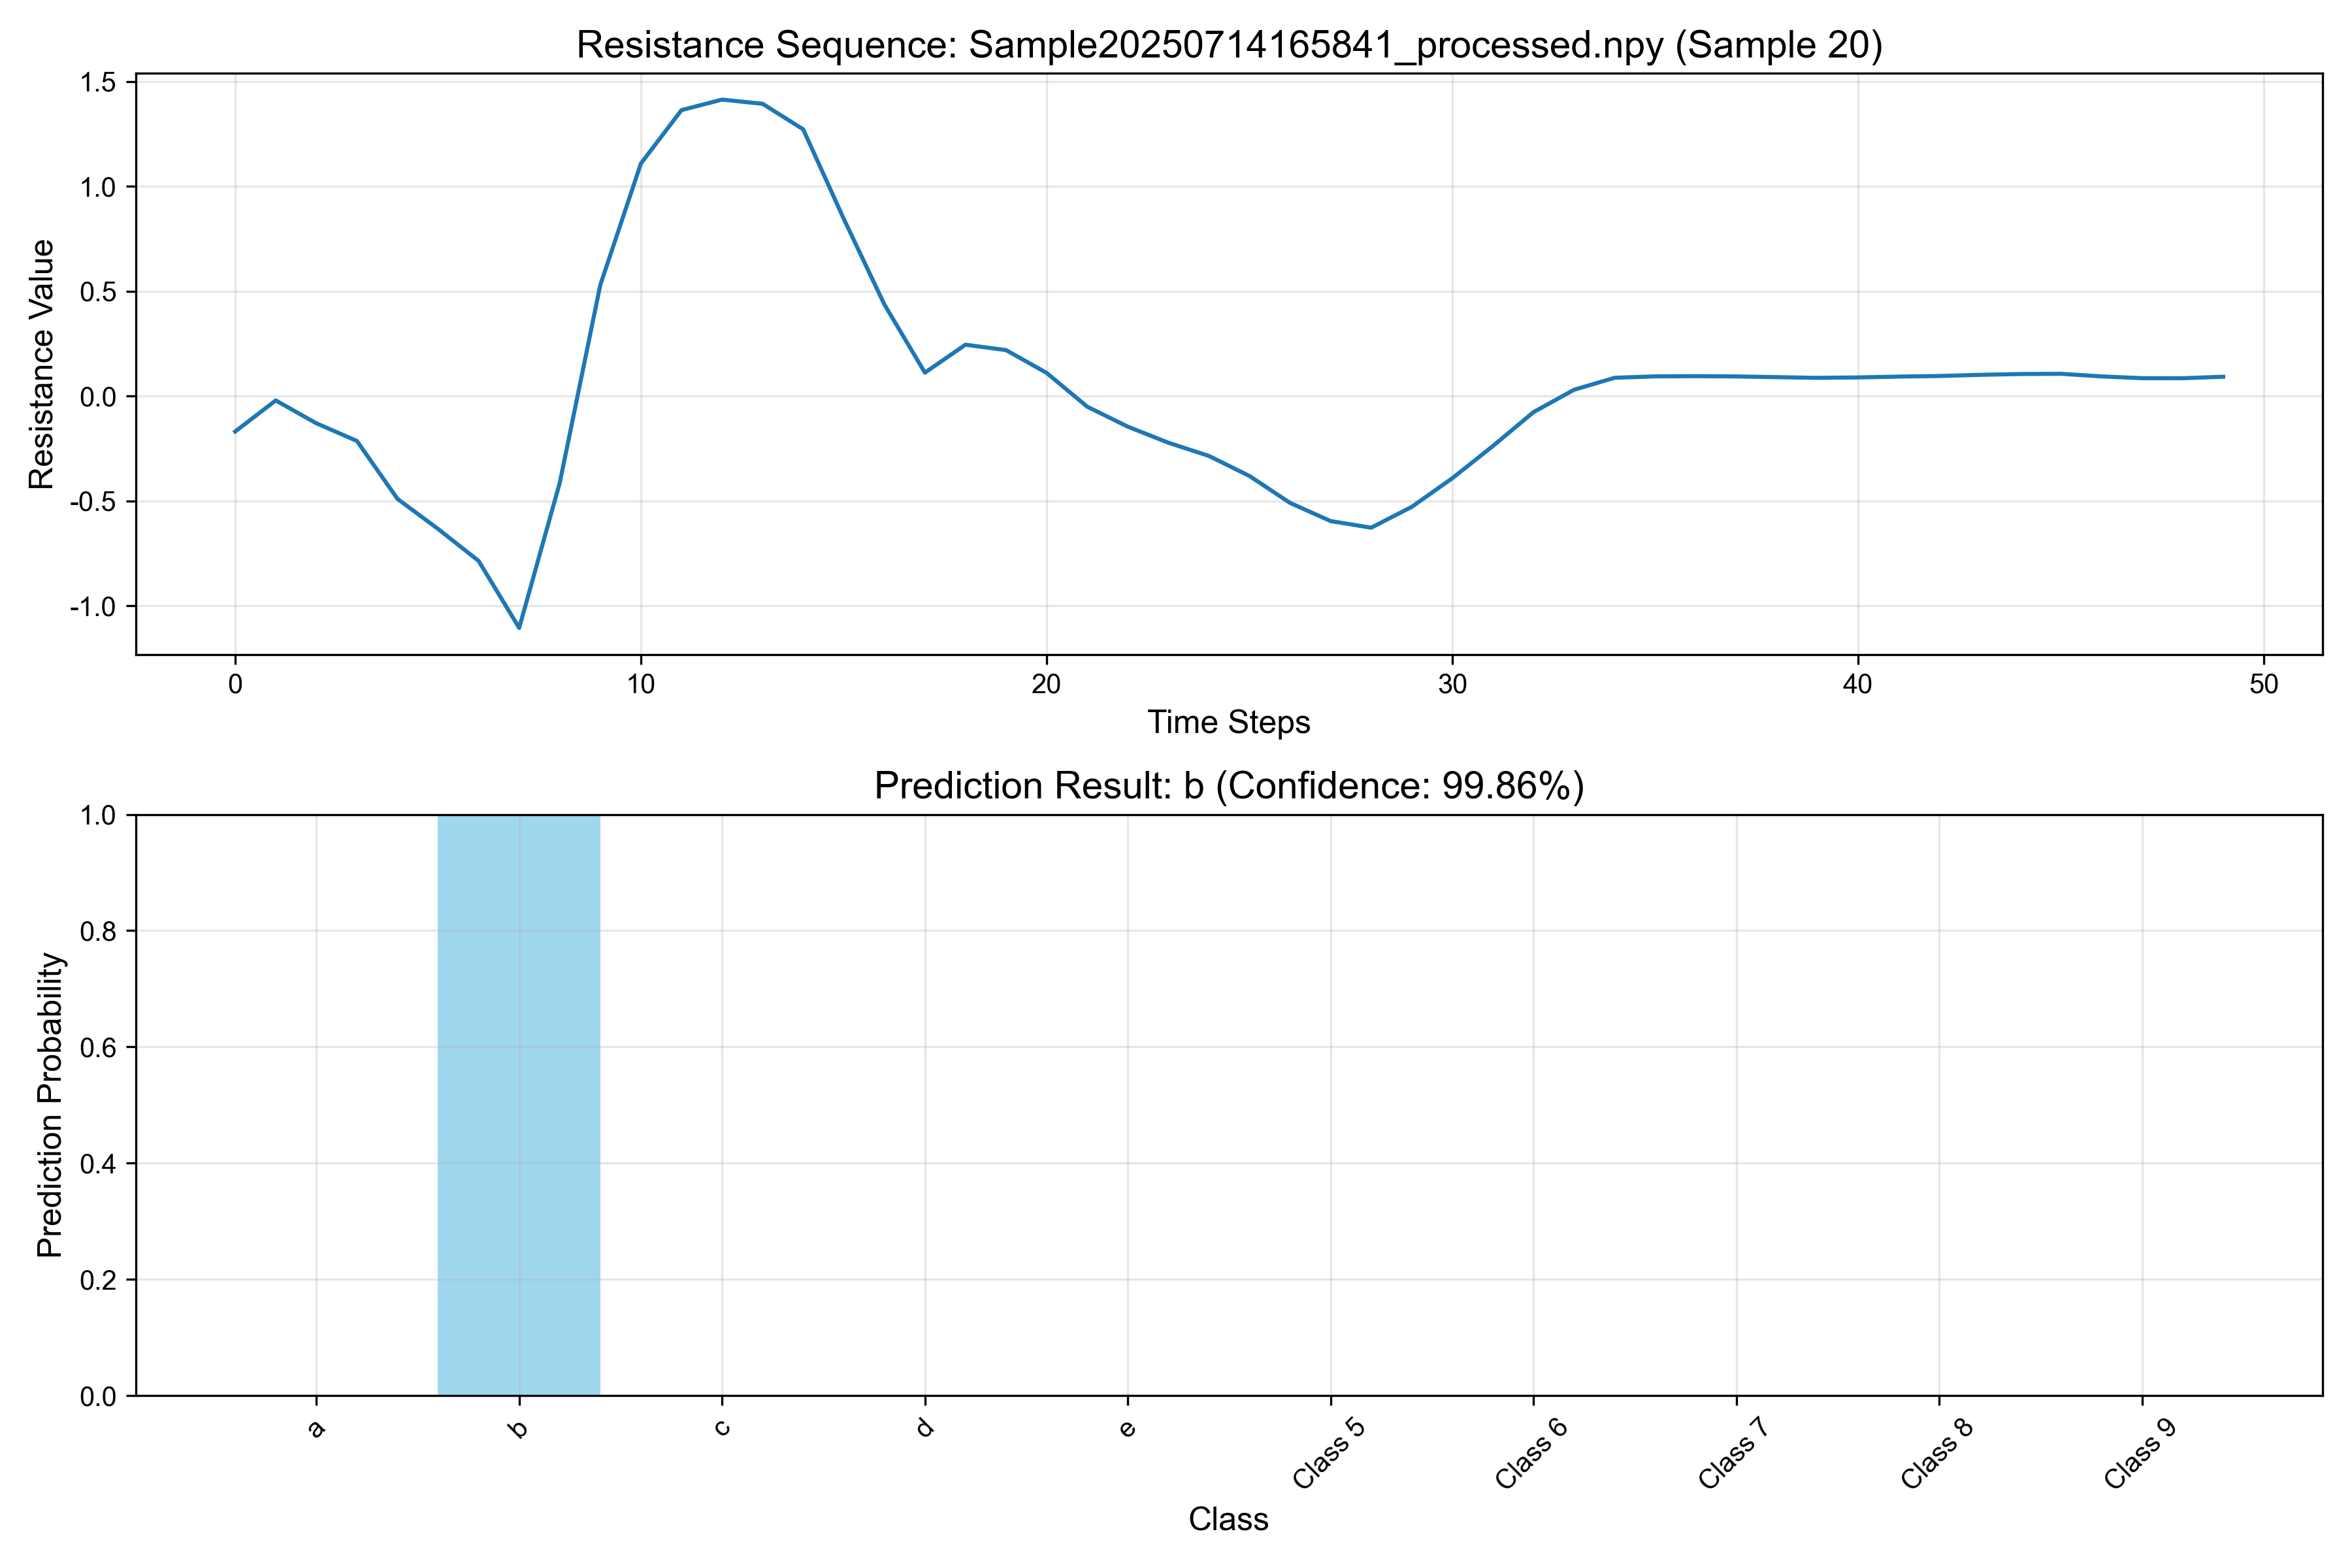 Resistance Sequence: Sample20250714165841_processed.npy (Sample 20)
1.5
1.0
0.5
0.0
-0.5
-1.0
Resistance Value
0 10 20 30 40 50
Time Steps
Prediction Result: b (Confidence: 99.86%)
1.0
0.8
0.6
0.4
0.2
0.0
Prediction Probability
a b c d e Class 5 Class 6 Class 7 Class 8 Class 9
Class